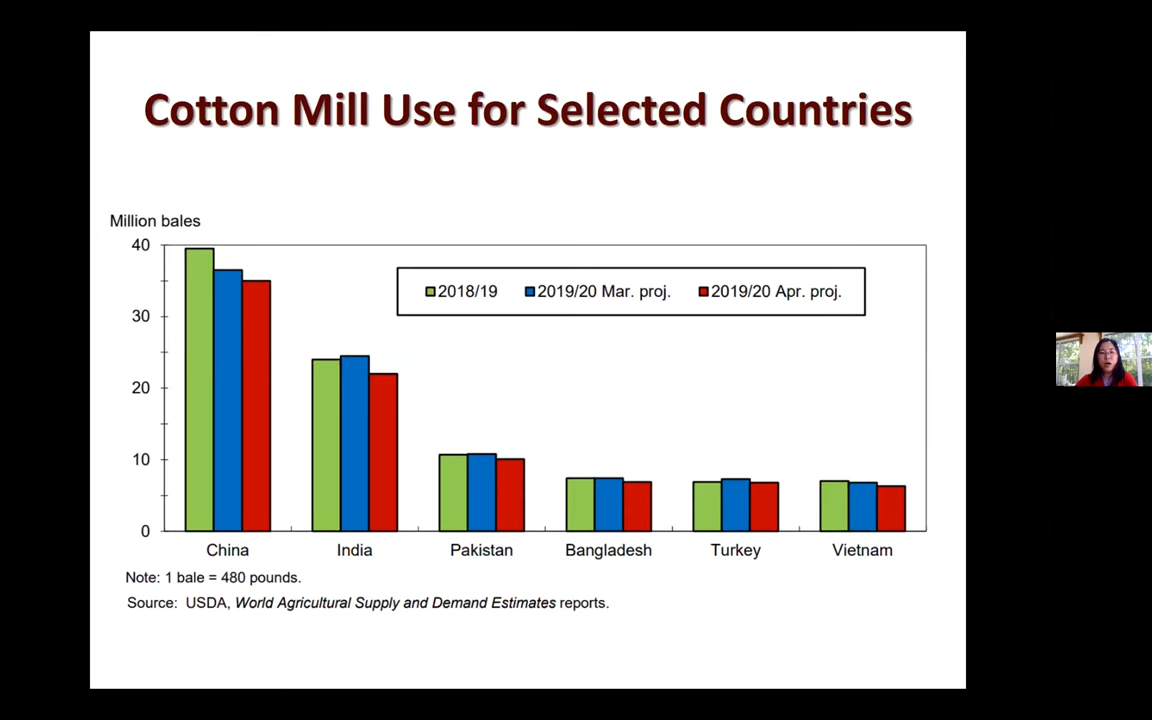 Cotton Mill Use for Selected Countries
Million bales
40
30
20
10
0
2018/19 2019/20 Mar. proj. 2019/20 Apr. proj.
China India Pakistan Bangladesh Turkey Vietnam
Note: 1 bale = 480 pounds.
Source: USDA, World Agricultural Supply and Demand Estimates reports.